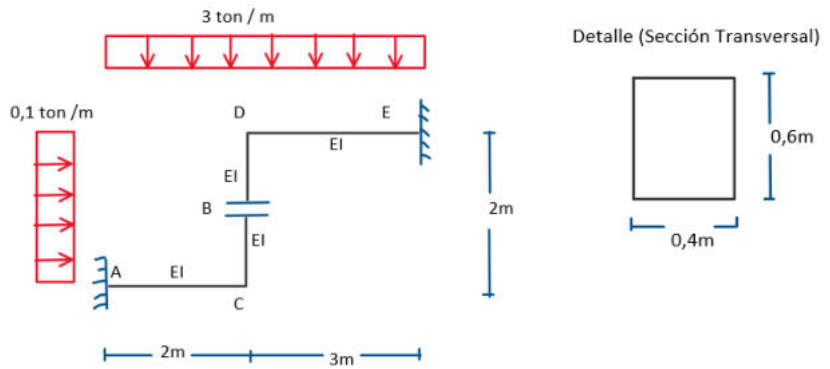 3 ton / m
Detalle (Sección Transversal)
0,1 ton /m
D
E
EI
0,6m
EI
B
2m
EI
A
EI
0,4m
C
2m
3m